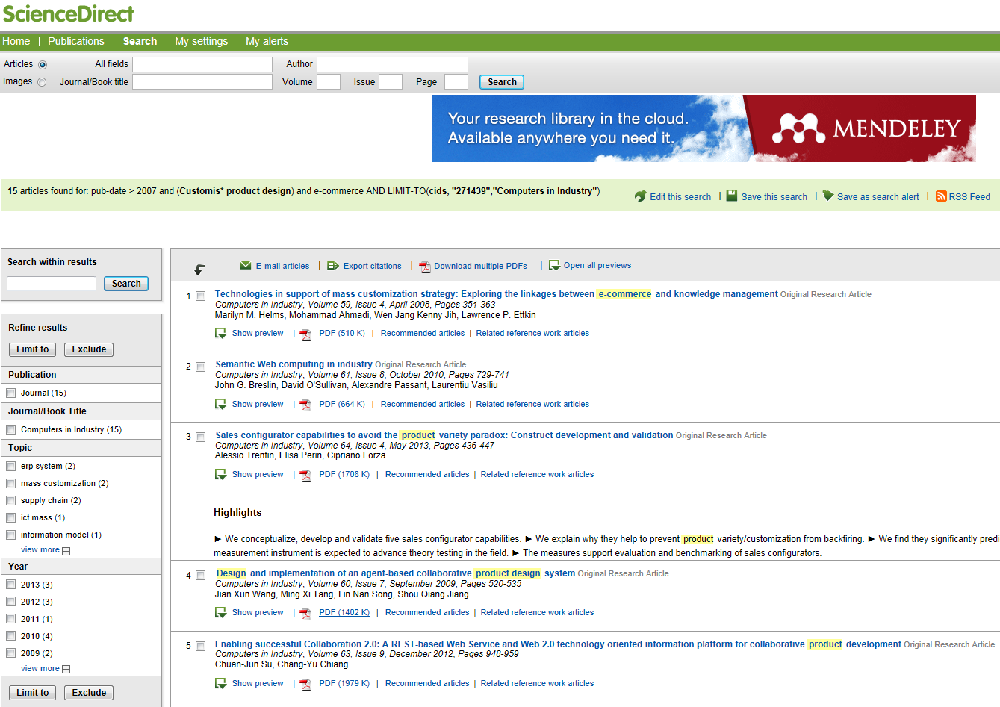 ScienceDirect
Home | Publications | Search | My settings | My alerts
Articles All fields Author
Images Journal/Book title Volume Issue Page Search
Your research library in the cloud.
Available anywhere you need it.
MENDELEY
15 articles found for: pub-date > 2007 and (Customis* product design) and e-commerce AND LIMIT-TO(cids, "271439","Computers in Industry")
Edit this search | Save this search | Save as search alert | RSS Feed
Search within results
Search
Refine results
Limit to Exclude
Publication
Journal (15)
Journal/Book Title
Computers in Industry (15)
Topic
erp system (2)
mass customization (2)
supply chain (2)
ict mass (1)
information model (1)
view more
Year
2013 (3)
2012 (3)
2011 (1)
2010 (4)
2009 (2)
view more
Limit to Exclude
E-mail articles | Export citations | Download multiple PDFs | Open all previews
1 Technologies in support of mass customization strategy: Exploring the linkages between e-commerce and knowledge management Original Research Article
Computers in Industry, Volume 59, Issue 4, April 2008, Pages 351-363
Marilyn M. Helms, Mohammad Ahmadi, Wen Jang Kenny Jih, Lawrence P. Ettkin
Show preview | PDF (510 K) | Recommended articles | Related reference work articles
2 Semantic Web computing in industry Original Research Article
Computers in Industry, Volume 61, Issue 8, October 2010, Pages 729-741
John G. Breslin, David O'Sullivan, Alexandre Passant, Laurentiu Vasiliu
Show preview | PDF (664 K) | Recommended articles | Related reference work articles
3 Sales configurator capabilities to avoid the product variety paradox: Construct development and validation Original Research Article
Computers in Industry, Volume 64, Issue 4, May 2013, Pages 436-447
Alessio Trentin, Elisa Perin, Cipriano Forza
Show preview | PDF (1708 K) | Recommended articles | Related reference work articles
Highlights
► We conceptualize, develop and validate five sales configurator capabilities. ► We explain why they help to prevent product variety/customization from backfiring. ► We find they significantly predi
measurement instrument is expected to advance theory testing in the field. ► The measures support evaluation and benchmarking of sales configurators.
4 Design and implementation of an agent-based collaborative product design system Original Research Article
Computers in Industry, Volume 60, Issue 7, September 2009, Pages 520-535
Jian Xun Wang, Ming Xi Tang, Lin Nan Song, Shou Qiang Jiang
Show preview | PDF (1402 K) | Recommended articles | Related reference work articles
5 Enabling successful Collaboration 2.0: A REST-based Web Service and Web 2.0 technology oriented information platform for collaborative product development Original Research Article
Computers in Industry, Volume 63, Issue 9, December 2012, Pages 948-959
Chuan-Jun Su, Chang-Yu Chiang
Show preview | PDF (1979 K) | Recommended articles | Related reference work articles